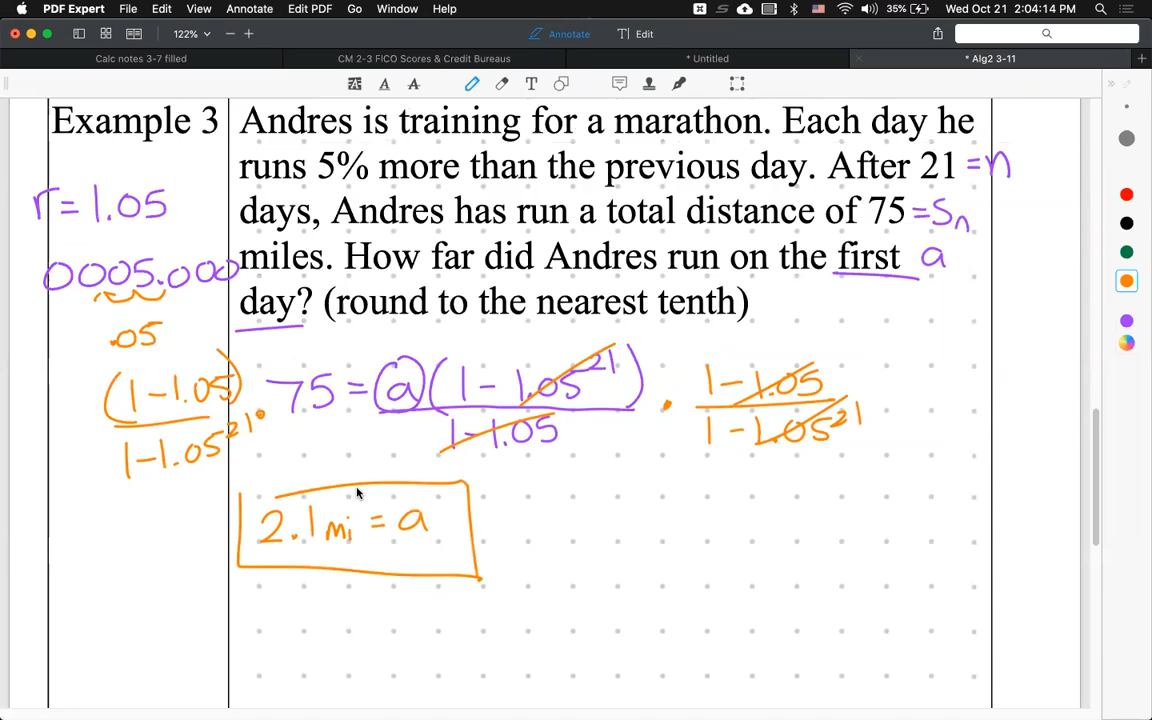 PDF Expert File Edit Annotate Edit PDF Go Window Help 35% Wed Oct 21 2:04:14 PM
122% Annotate Edit
Calc notes 3-7 filled CM 2-3 FICO Scores & Credit Bureaus * Untitled * Alg2 3-11
Example 3 Andres is training for a marathon. Each day he
runs 5% more than the previous day. After 21 =n
r=1.05 days, Andres has run a total distance of 75 =Sn
0005.000 miles. How far did Andres run on the first a
day? (round to the nearest tenth)
.05
(1-1.05) / 1-1.05^21 · 75 = a(1-1.05^21) / 1-1.05 · 1-1.05 / 1-1.05^21
2.1 mi = a